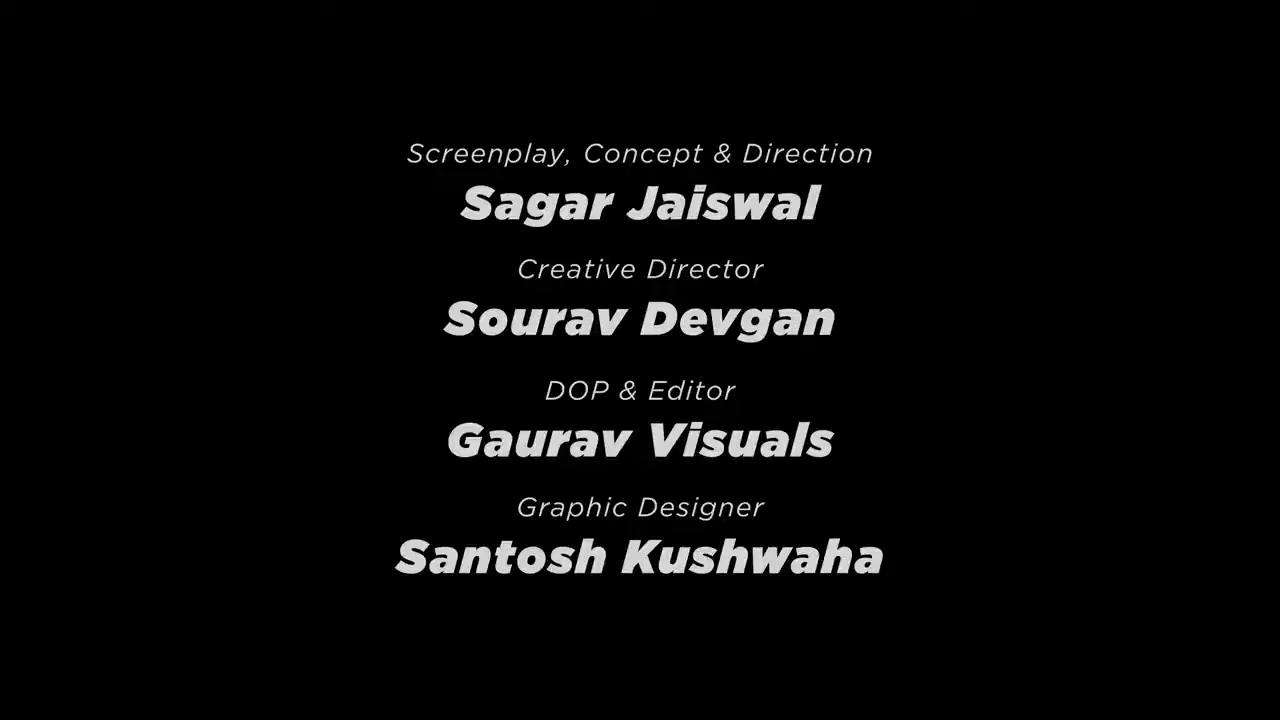 Screenplay, Concept & Direction
Sagar Jaiswal
Creative Director
Sourav Devgan
DOP & Editor
Gaurav Visuals
Graphic Designer
Santosh Kushwaha